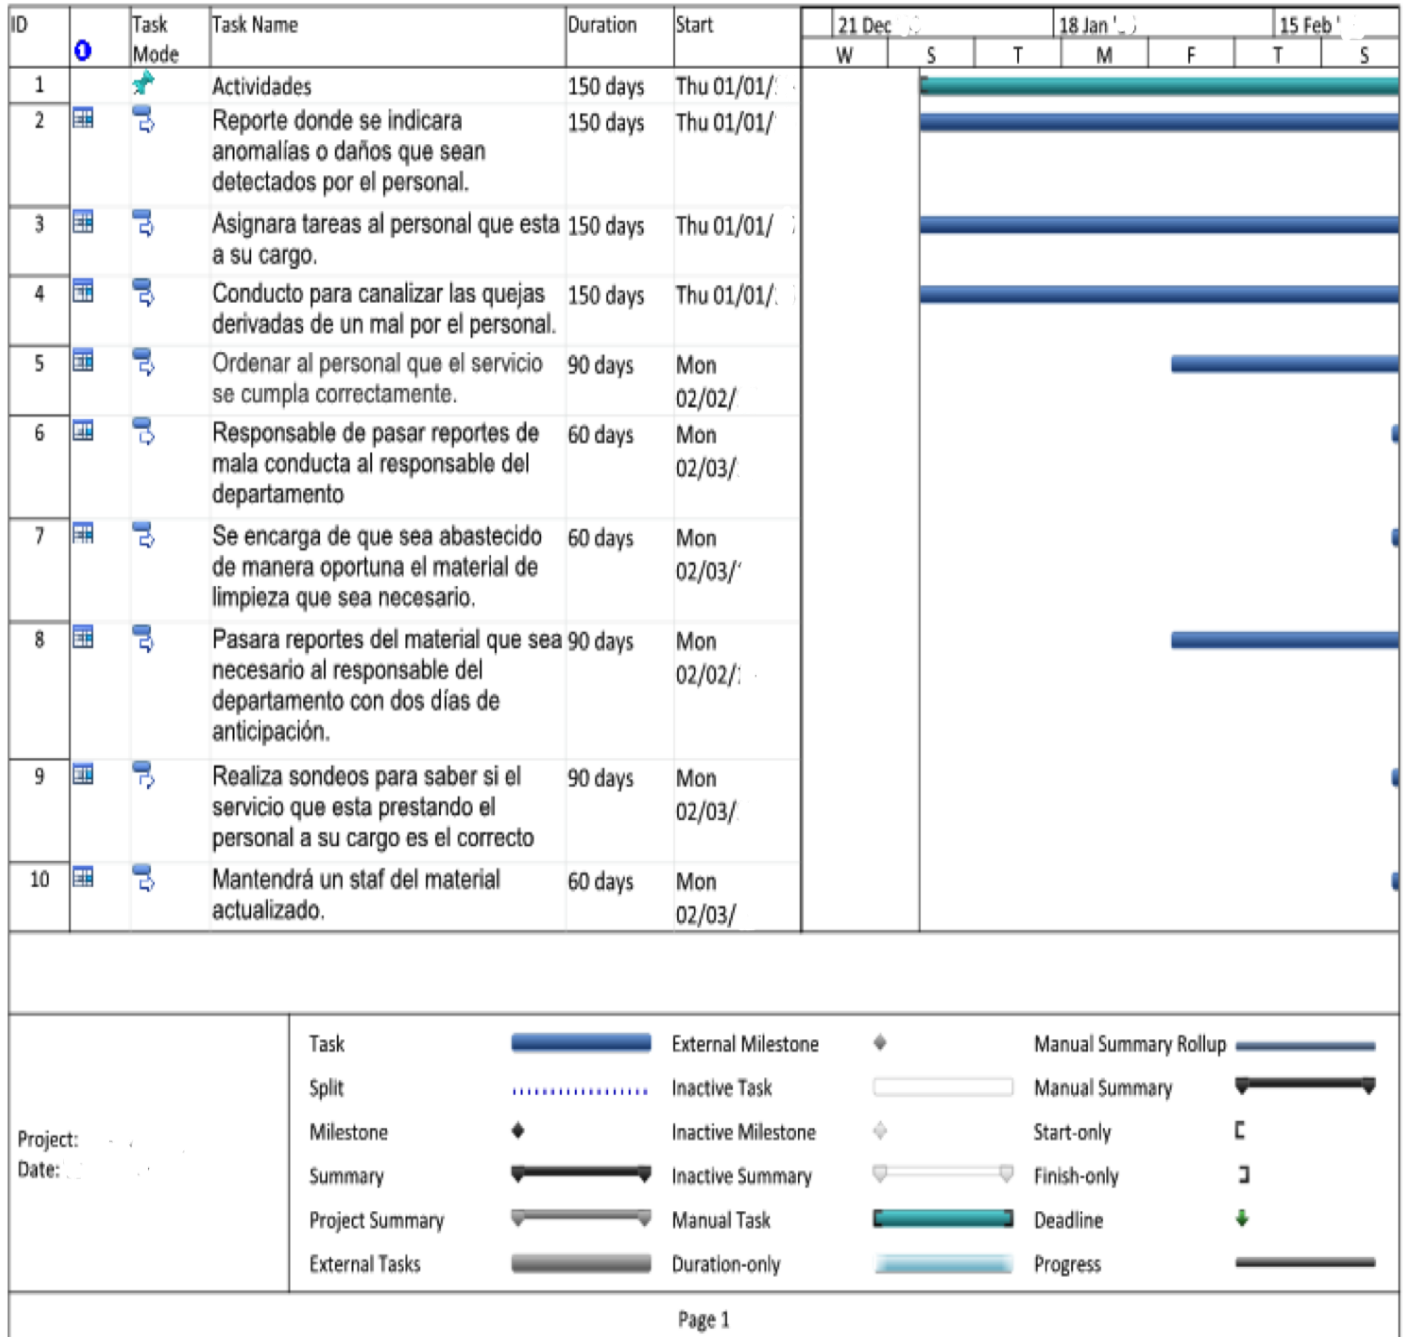 ID Task Mode Task Name Duration Start 21 Dec 18 Jan ' 15 Feb '
W S T M F T S
1 Actividades 150 days Thu 01/01/
2 Reporte donde se indicara 150 days Thu 01/01/
anomalías o daños que sean
detectados por el personal.
3 Asignara tareas al personal que esta 150 days Thu 01/01/
a su cargo.
4 Conducto para canalizar las quejas 150 days Thu 01/01/
derivadas de un mal por el personal.
5 Ordenar al personal que el servicio 90 days Mon
se cumpla correctamente. 02/02/
6 Responsable de pasar reportes de 60 days Mon
mala conducta al responsable del 02/03/
departamento
7 Se encarga de que sea abastecido 60 days Mon
de manera oportuna el material de 02/03/
limpieza que sea necesario.
8 Pasara reportes del material que sea 90 days Mon
necesario al responsable del 02/02/
departamento con dos días de
anticipación.
9 Realiza sondeos para saber si el 90 days Mon
servicio que esta prestando el 02/03/
personal a su cargo es el correcto
10 Mantendrá un staf del material 60 days Mon
actualizado. 02/03/
Project:
Date:
Task External Milestone Manual Summary Rollup
Split Inactive Task Manual Summary
Milestone Inactive Milestone Start-only
Summary Inactive Summary Finish-only
Project Summary Manual Task Deadline
External Tasks Duration-only Progress
Page 1